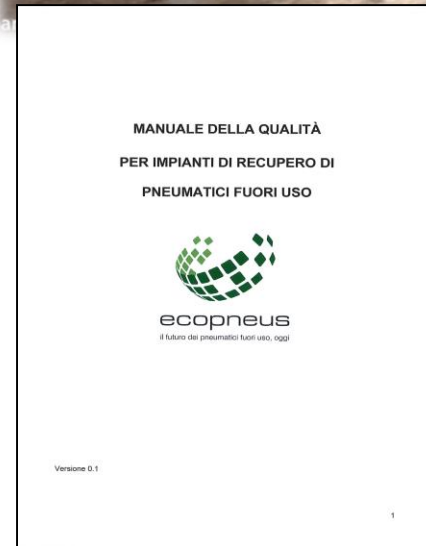 MANUALE DELLA QUALITÀ
PER IMPIANTI DI RECUPERO DI
PNEUMATICI FUORI USO
ecopneus
il futuro dei pneumatici fuori uso, oggi
Versione 0.1
1